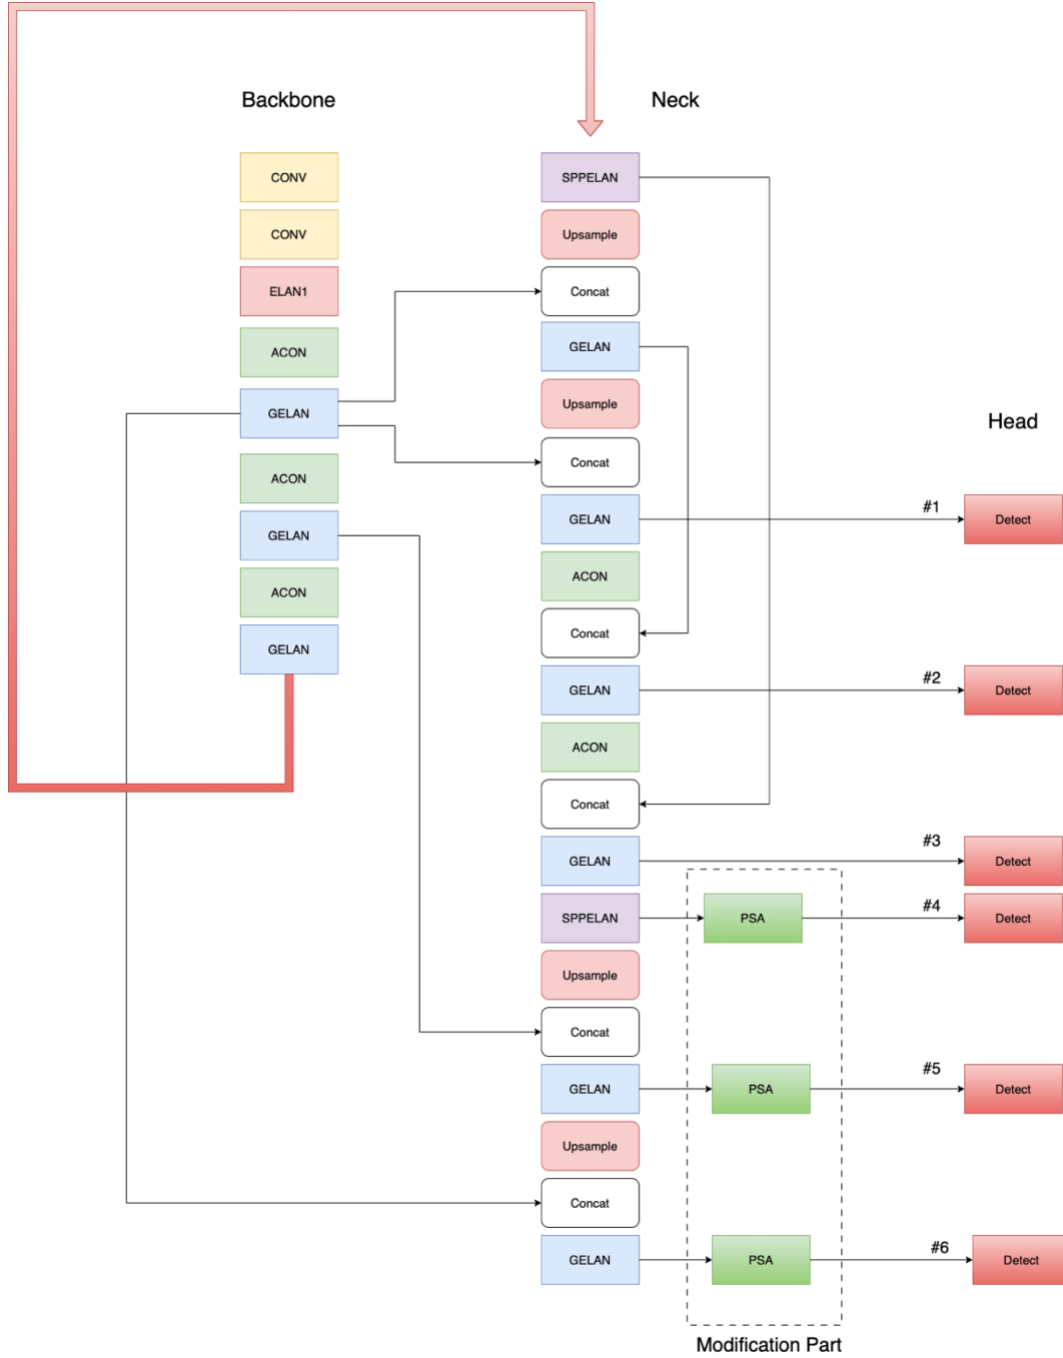 Backbone
Neck
CONV
CONV
ELAN1
ACON
GELAN
ACON
GELAN
ACON
GELAN
SPPELAN
Upsample
Concat
GELAN
Upsample
Concat
GELAN
ACON
Concat
GELAN
ACON
Concat
GELAN
SPPELAN
Upsample
Concat
GELAN
Upsample
Concat
GELAN
PSA
PSA
PSA
Modification Part
Head
#1
Detect
#2
Detect
#3
Detect
#4
Detect
#5
Detect
#6
Detect